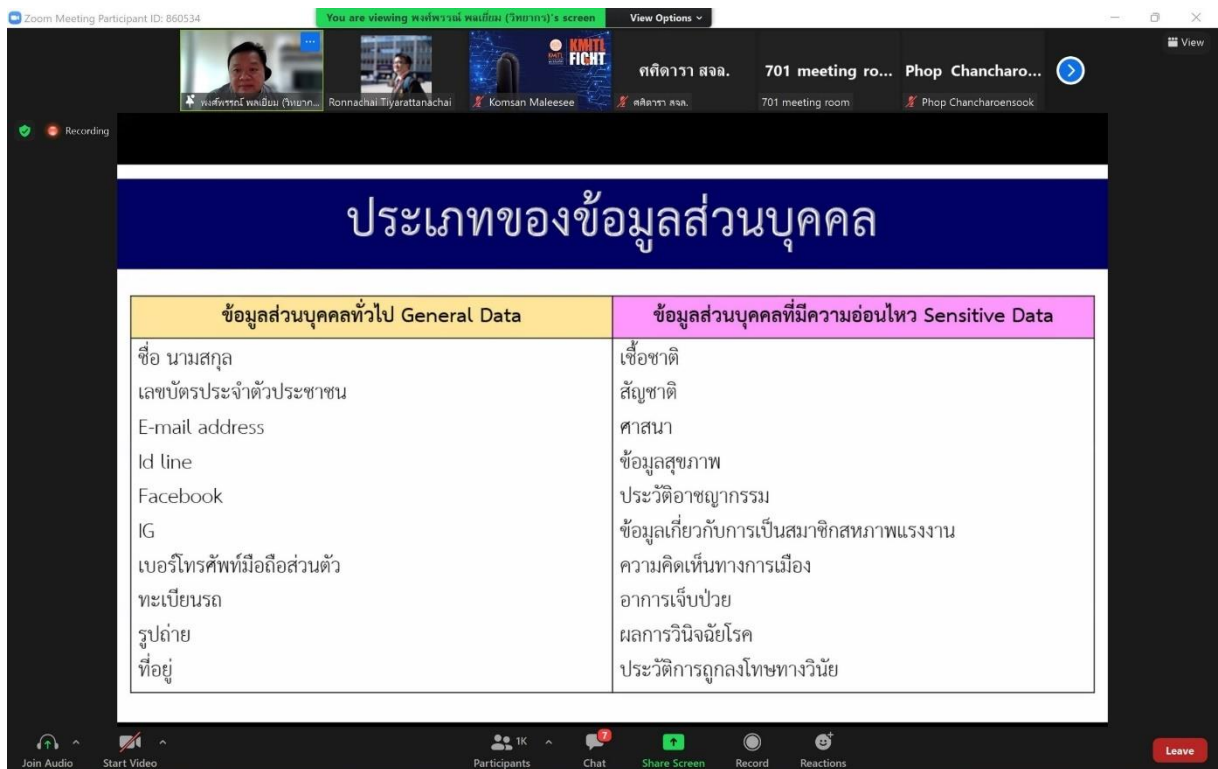 Zoom Meeting Participant ID: 860534
You are viewing พงศ์พรรณ์ พลเยี่ยม (วิทยากร)'s screen
View Options
View
KMITL
FIGHT
ศศิดารา สจล.
701 meeting ro...
Phop Chancharo...
พงศ์พรรณ์ พลเยี่ยม (วิทยาก...
Ronnachai Tiyarattanachai
Komsan Maleesee
ศศิดารา สจล.
701 meeting room
Phop Chancharoensook
Recording
ประเภทของข้อมูลส่วนบุคคล
ข้อมูลส่วนบุคคลทั่วไป General Data
ชื่อ นามสกุล
เลขบัตรประจำตัวประชาชน
E-mail address
Id line
Facebook
IG
เบอร์โทรศัพท์มือถือส่วนตัว
ทะเบียนรถ
รูปถ่าย
ที่อยู่
ข้อมูลส่วนบุคคลที่มีความอ่อนไหว Sensitive Data
เชื้อชาติ
สัญชาติ
ศาสนา
ข้อมูลสุขภาพ
ประวัติอาชญากรรม
ข้อมูลเกี่ยวกับการเป็นสมาชิกสหภาพแรงงาน
ความคิดเห็นทางการเมือง
อาการเจ็บป่วย
ผลการวินิจฉัยโรค
ประวัติการถูกลงโทษทางวินัย
Join Audio
Start Video
1K
Participants
7
Chat
Share Screen
Record
Reactions
Leave